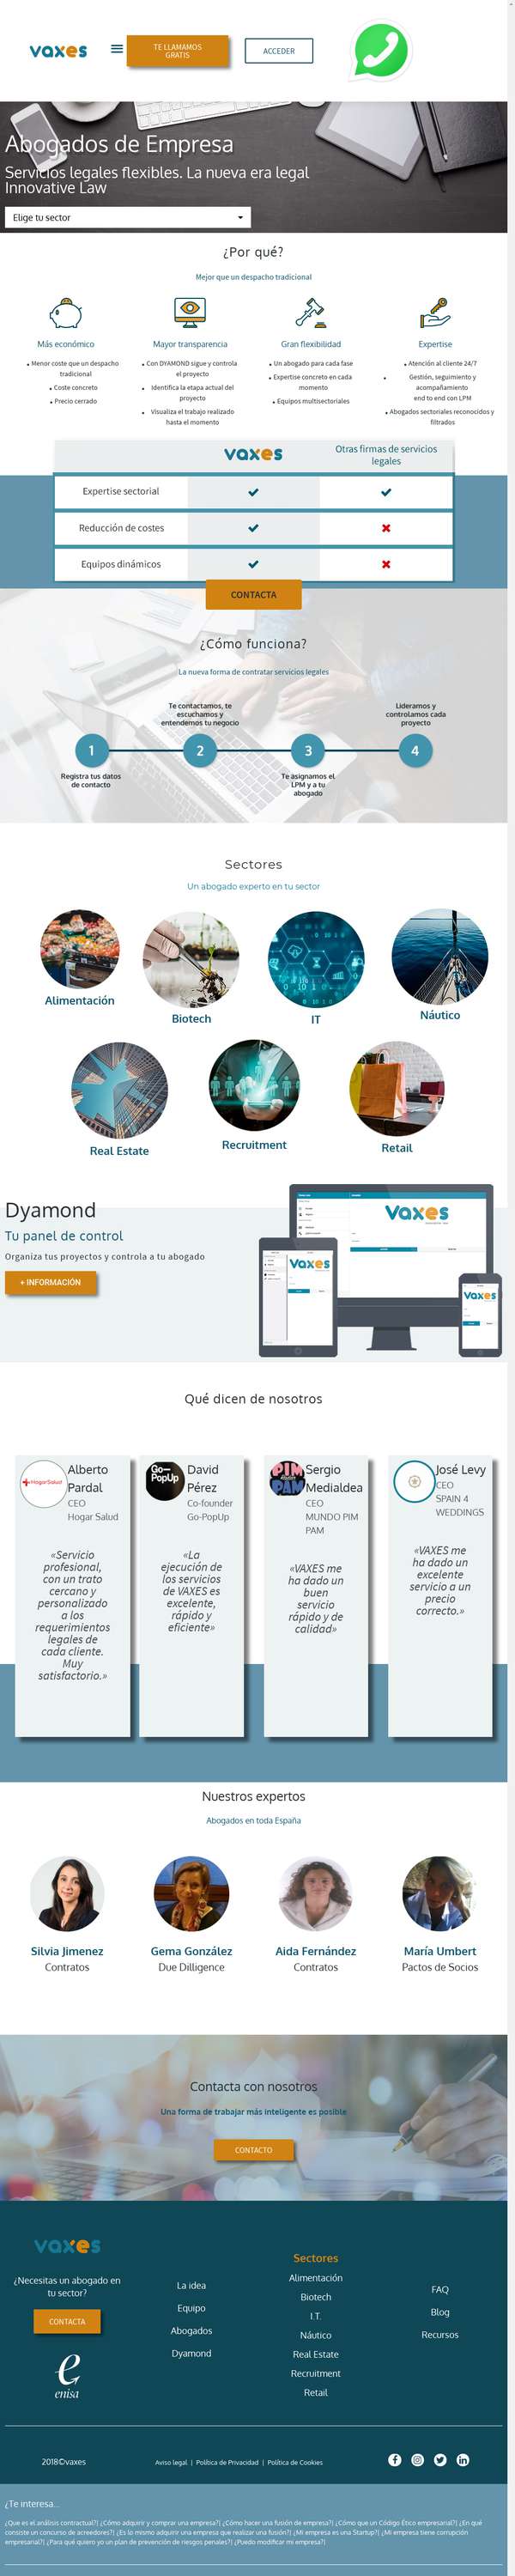 vaxes
TE LLAMAMOS
GRATIS
ACCEDER
Abogados de Empresa
Servicios legales flexibles. La nueva era legal
Innovative Law
Elige tu sector
¿Por qué?
Mejor que un despacho tradicional
Más económico
Menor coste que un despacho
tradicional
Coste concreto
Precio cerrado
Mayor transparencia
Con DYAMOND sigue y controla
el proyecto
Identifica la etapa actual del
proyecto
Visualiza el trabajo realizado
hasta el momento
Gran flexibilidad
Un abogado para cada fase
Expertise concreto en cada
momento
Equipos multisectoriales
Expertise
Atención al cliente 24/7
Gestión, seguimiento y
acompañamiento
end to end con LPM
Abogados sectoriales reconocidos y
filtrados
vaxes
Otras firmas de servicios
legales
Expertise sectorial
Reducción de costes
Equipos dinámicos
CONTACTA
¿Cómo funciona?
La nueva forma de contratar servicios legales
1
Registra tus datos
de contacto
Te contactamos, te
escuchamos y
entendemos tu negocio
2
3
Te asignamos el
LPM y a tu
abogado
Lideramos y
controlamos cada
proyecto
4
Sectores
Un abogado experto en tu sector
Alimentación
Biotech
IT
Náutico
Real Estate
Recruitment
Retail
Dyamond
Tu panel de control
Organiza tus proyectos y controla a tu abogado
+ INFORMACIÓN
Vaxes
Vaxes
Vaxes
Qué dicen de nosotros
HogarSalud
Alberto
Pardal
CEO
Hogar Salud
«Servicio
profesional,
con un trato
cercano y
personalizado
a los
requerimientos
legales de
cada cliente.
Muy
satisfactorio.»
Go—
PopUp
David
Pérez
Co-founder
Go-PopUp
«La
ejecución de
los servicios
de VAXES es
excelente,
rápido y
eficiente»
PIM
PAM
Sergio
Medialdea
CEO
MUNDO PIM
PAM
«VAXES me
ha dado un
buen
servicio
rápido y de
calidad»
José Levy
CEO
SPAIN 4
WEDDINGS
«VAXES me
ha dado un
excelente
servicio a un
precio
correcto.»
Nuestros expertos
Abogados en toda España
Silvia Jimenez
Contratos
Gema González
Due Dilligence
Aida Fernández
Contratos
María Umbert
Pactos de Socios
Contacta con nosotros
Una forma de trabajar más inteligente es posible
CONTACTO
vaxes
¿Necesitas un abogado en
tu sector?
CONTACTA
e
enisa
La idea
Equipo
Abogados
Dyamond
Sectores
Alimentación
Biotech
I.T.
Náutico
Real Estate
Recruitment
Retail
FAQ
Blog
Recursos
2018©vaxes
Aviso legal | Política de Privacidad | Política de Cookies
¿Te interesa...
¿Que es el análisis contractual?| ¿Cómo adquirir y comprar una empresa?| ¿Cómo hacer una fusión de empresa?| ¿Cómo que un Código Ético empresarial?| ¿En qué
consiste un concurso de acreedores?| ¿Es lo mismo adquirir una empresa que realizar una fusión?| ¿Mi empresa es una Startup?| ¿Mi empresa tiene corrupción
empresarial?| ¿Para qué quiero yo un plan de prevención de riesgos penales?| ¿Puedo modificar mi empresa?|